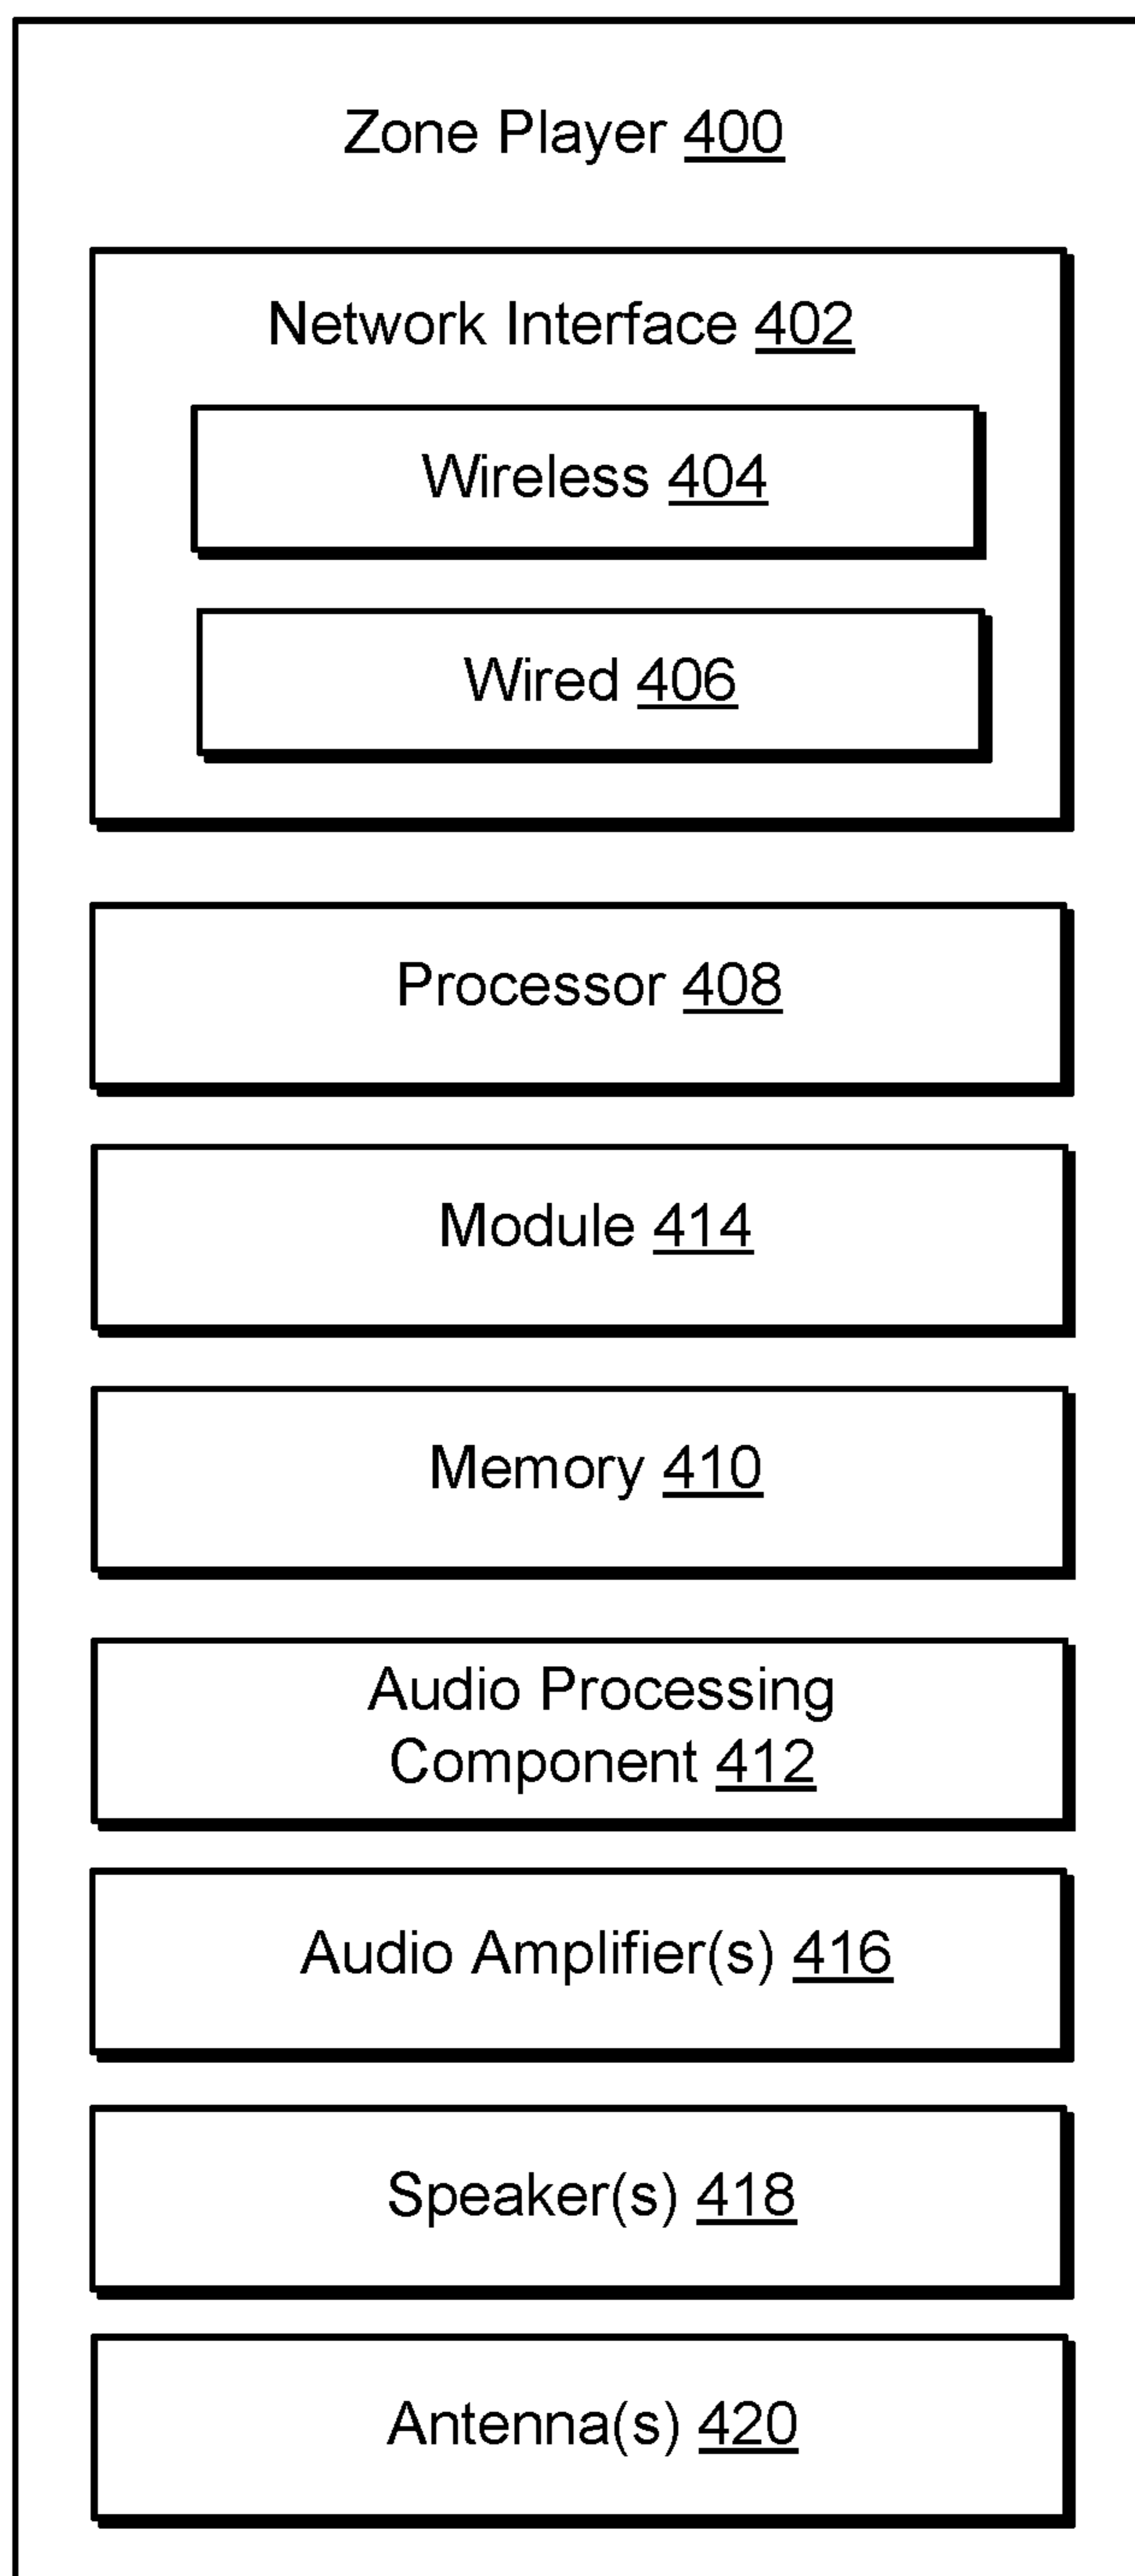 Zone Player 400
Network Interface 402
Wireless 404
Wired 406
Processor 408
Module 414
Memory 410
Audio Processing
Component 412
Audio Amplifier(s) 416
Speaker(s) 418
Antenna(s) 420